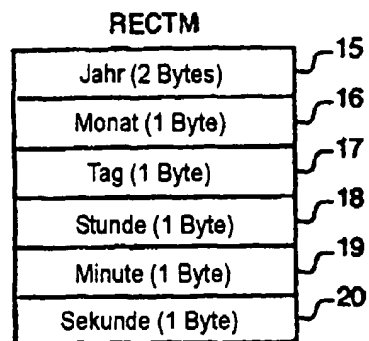 RECTM
Jahr (2 Bytes) 15
Monat (1 Byte) 16
Tag (1 Byte) 17
Stunde (1 Byte) 18
Minute (1 Byte) 19
Sekunde (1 Byte) 20